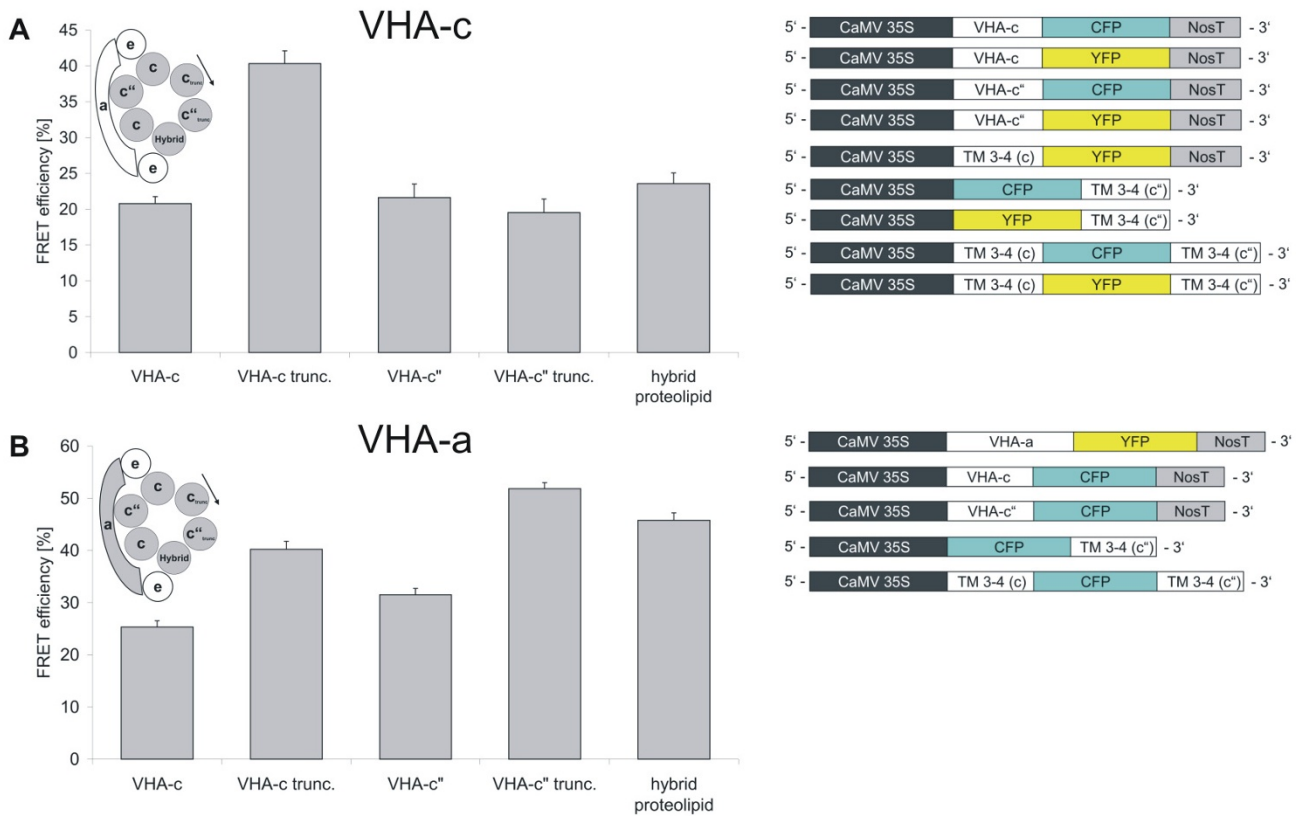 A
VHA-c
FRET efficiency [%]
45
40
35
30
25
20
15
10
5
0
e
c
c trunc
c“
a
c“ trunc
c
Hybrid
e
VHA-c
VHA-c trunc.
VHA-c"
VHA-c" trunc.
hybrid
proteolipid
5‘ - CaMV 35S VHA-c CFP NosT - 3‘
5‘ - CaMV 35S VHA-c YFP NosT - 3‘
5‘ - CaMV 35S VHA-c“ CFP NosT - 3‘
5‘ - CaMV 35S VHA-c“ YFP NosT - 3‘
5‘ - CaMV 35S TM 3-4 (c) YFP NosT - 3‘
5‘ - CaMV 35S CFP TM 3-4 (c“) - 3‘
5‘ - CaMV 35S YFP TM 3-4 (c“) - 3‘
5‘ - CaMV 35S TM 3-4 (c) CFP TM 3-4 (c“) - 3‘
5‘ - CaMV 35S TM 3-4 (c) YFP TM 3-4 (c“) - 3‘
B
VHA-a
FRET efficiency [%]
60
50
40
30
20
10
0
e
c
c trunc
c“
a
c“ trunc
c
Hybrid
e
VHA-c
VHA-c trunc.
VHA-c"
VHA-c" trunc.
hybrid
proteolipid
5‘ - CaMV 35S VHA-a YFP NosT - 3‘
5‘ - CaMV 35S VHA-c CFP NosT - 3‘
5‘ - CaMV 35S VHA-c“ CFP NosT - 3‘
5‘ - CaMV 35S CFP TM 3-4 (c“) - 3‘
5‘ - CaMV 35S TM 3-4 (c) CFP TM 3-4 (c“) - 3‘